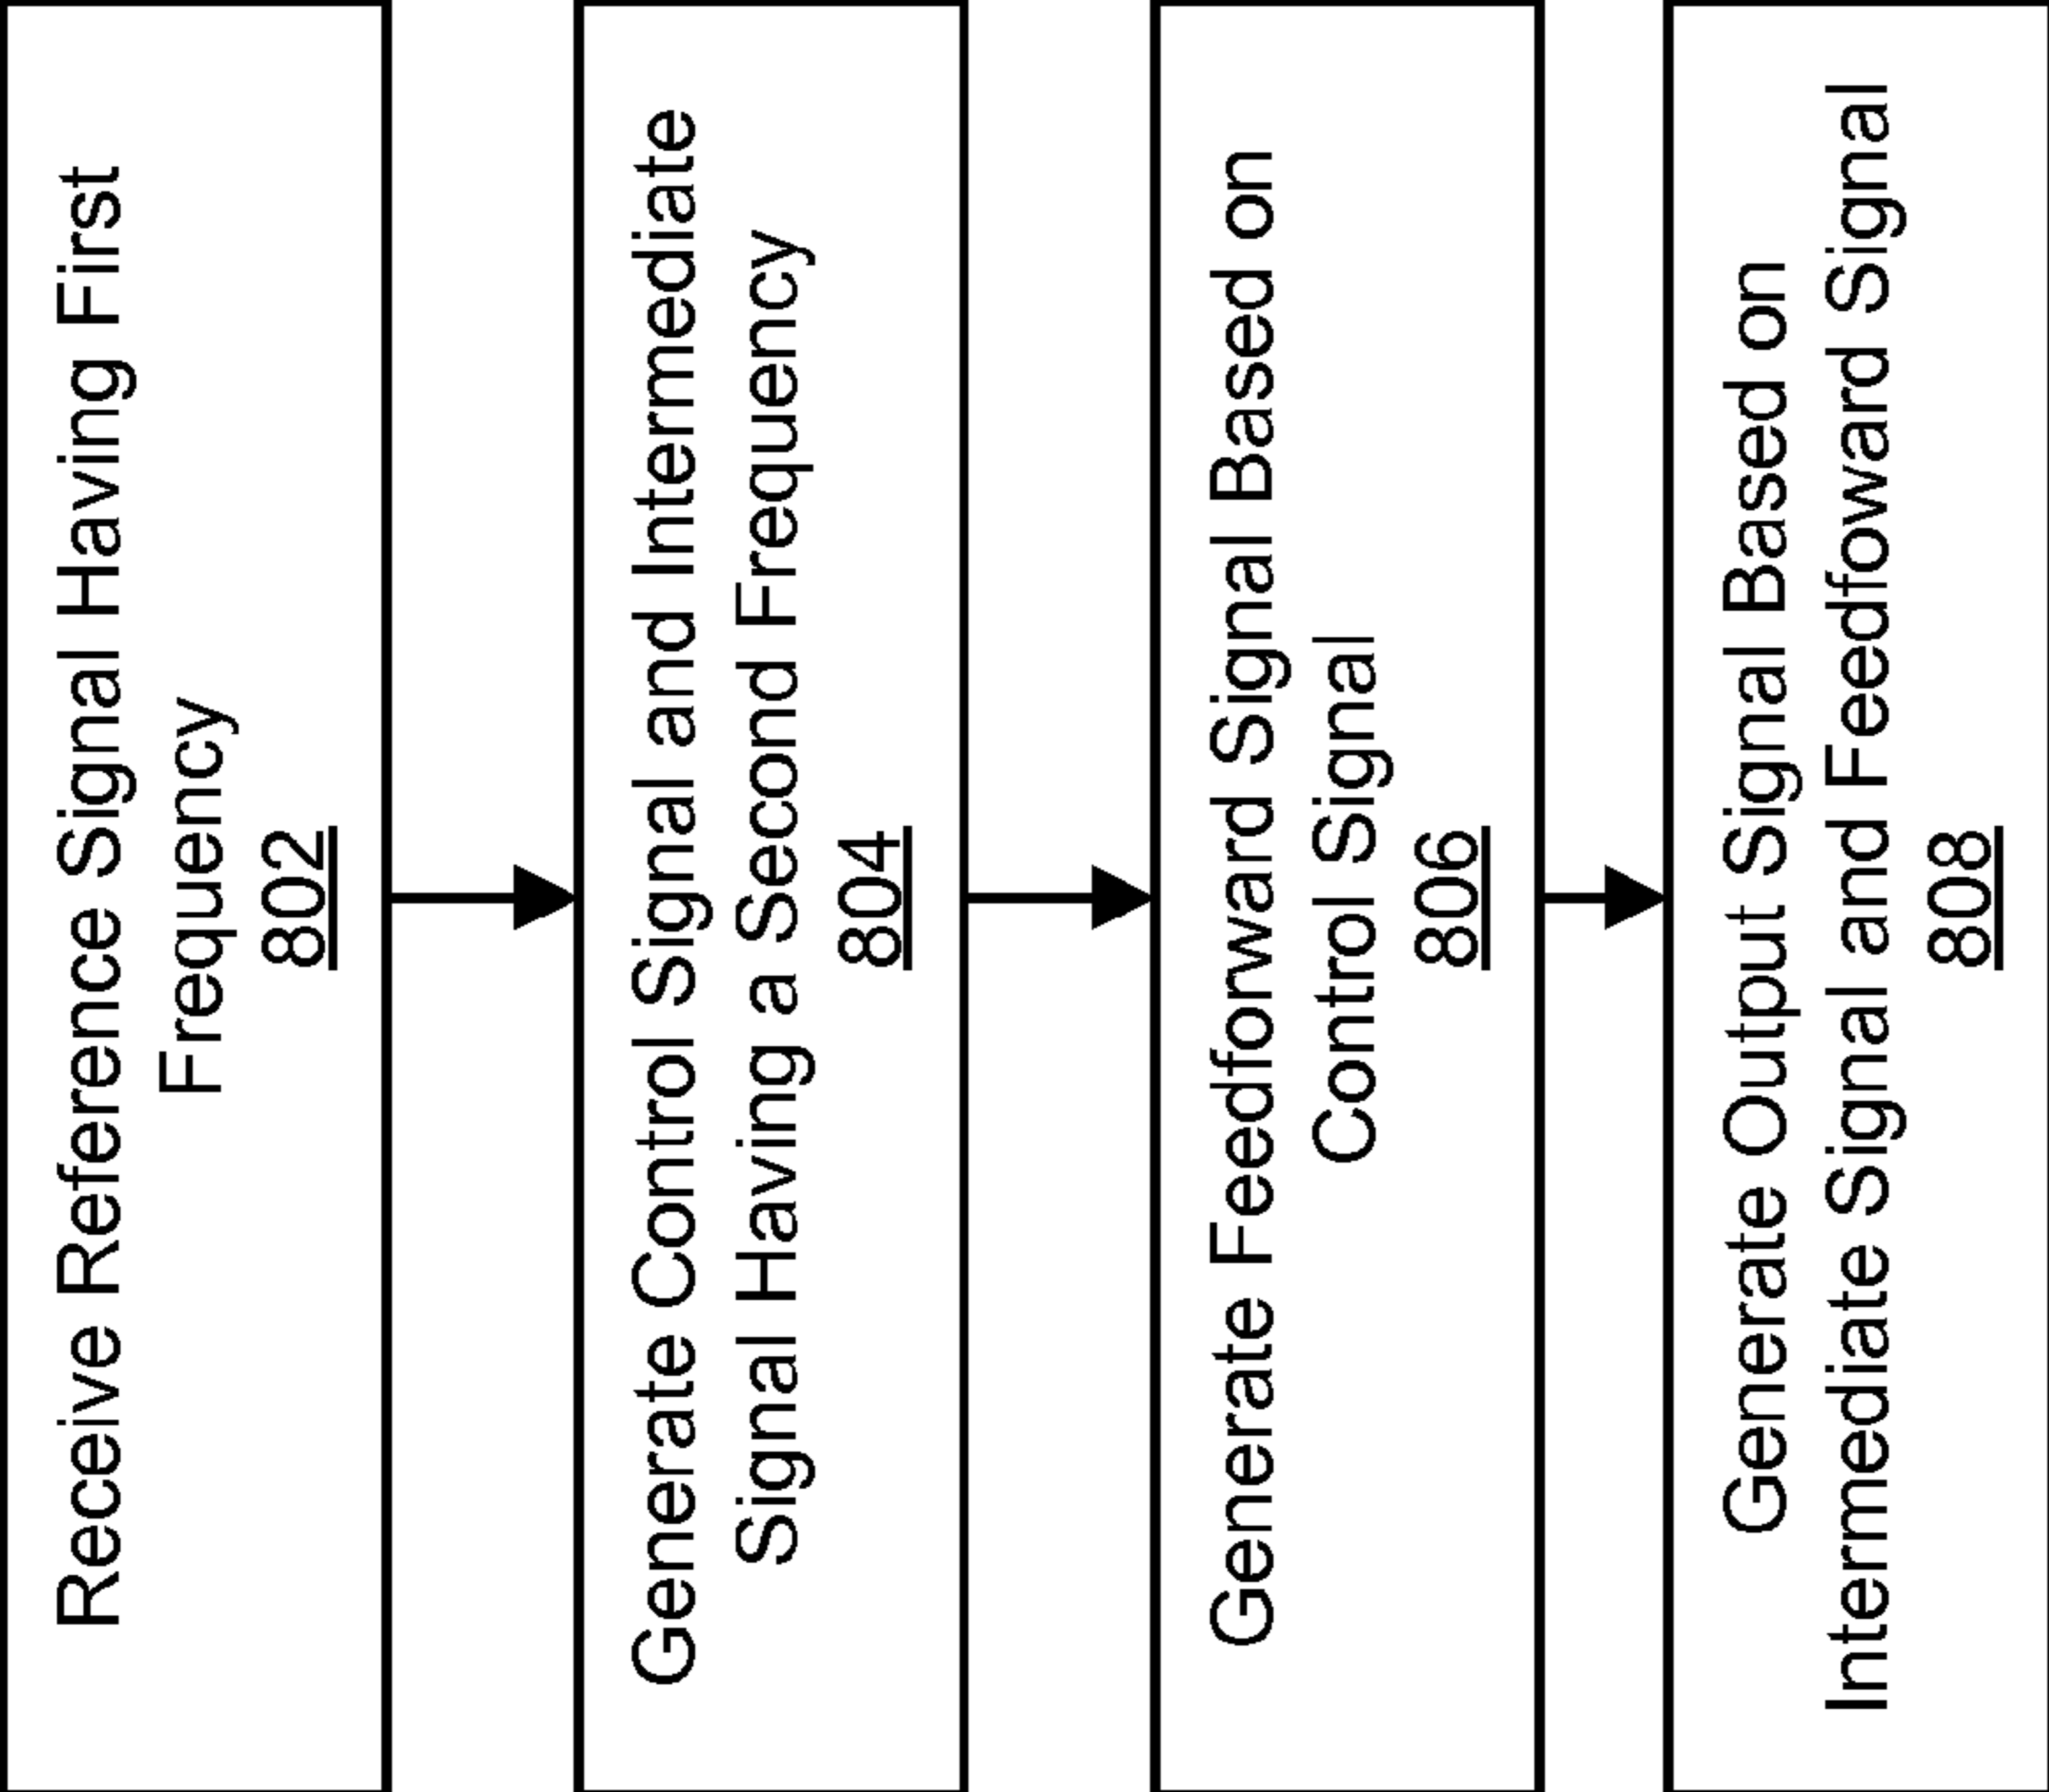 Receive Reference Signal Having First
Frequency
802
Generate Control Signal and Intermediate
Signal Having a Second Frequency
804
Generate Feedforward Signal Based on
Control Signal
806
Generate Output Signal Based on
Intermediate Signal and Feedfoward Signal
808